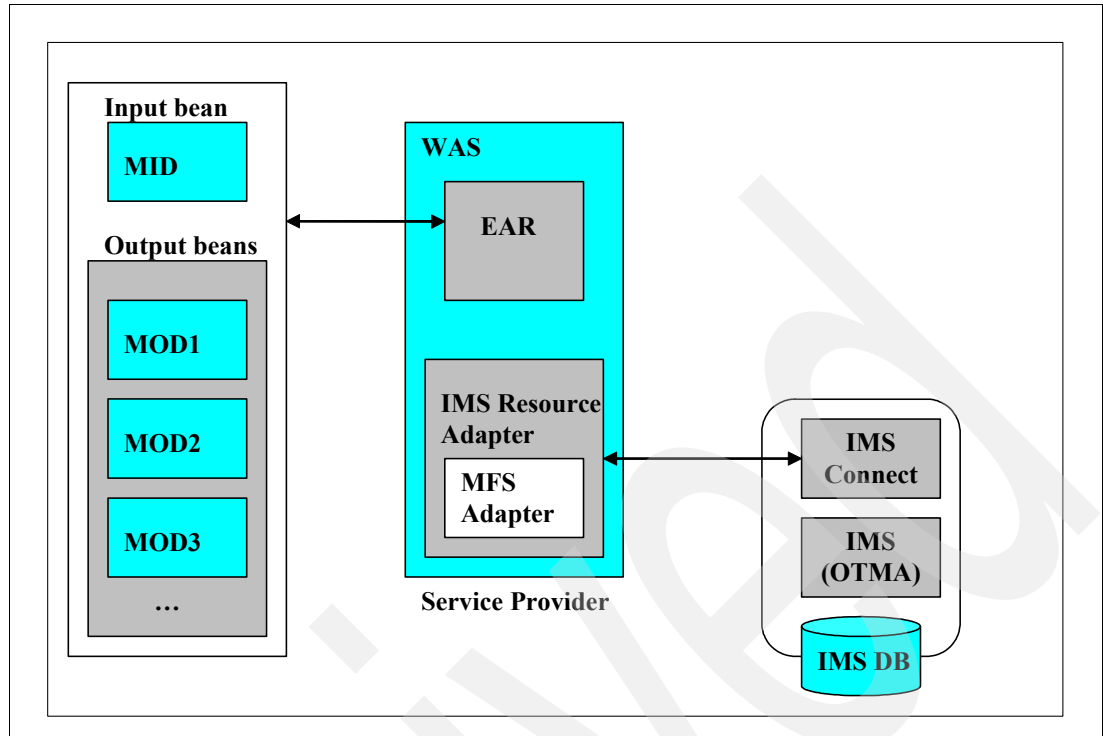 Input bean
MID
Output beans
MOD1
MOD2
MOD3
...
WAS
EAR
IMS Resource
Adapter
MFS
Adapter
Service Provider
IMS
Connect
IMS
(OTMA)
IMS DB